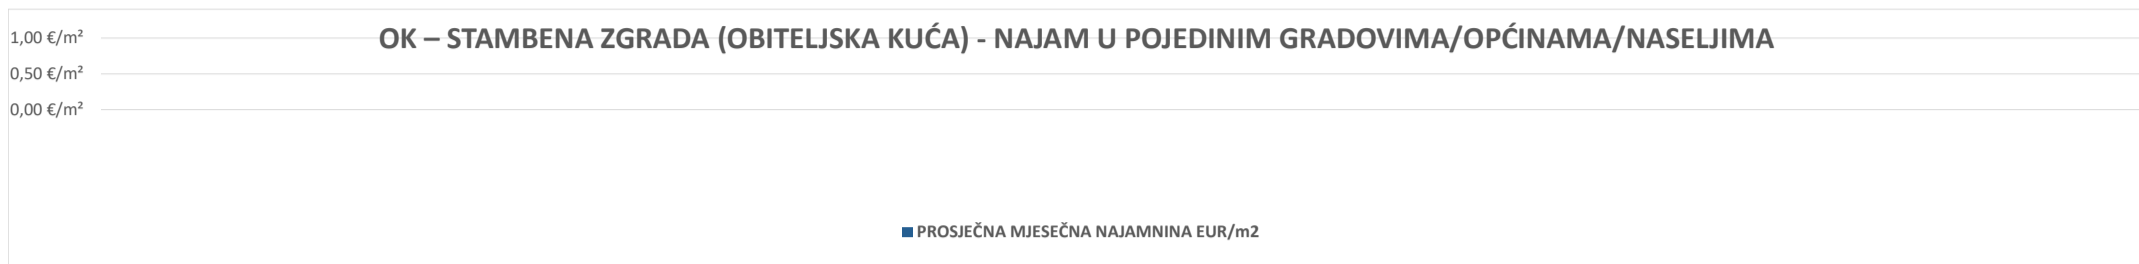 OK – STAMBENA ZGRADA (OBITELJSKA KUĆA) - NAJAM U POJEDINIM GRADOVIMA/OPĆINAMA/NASELJIMA
1,00 €/m²
0,50 €/m²
0,00 €/m²
PROSJEČNA MJESEČNA NAJAMNINA EUR/m2